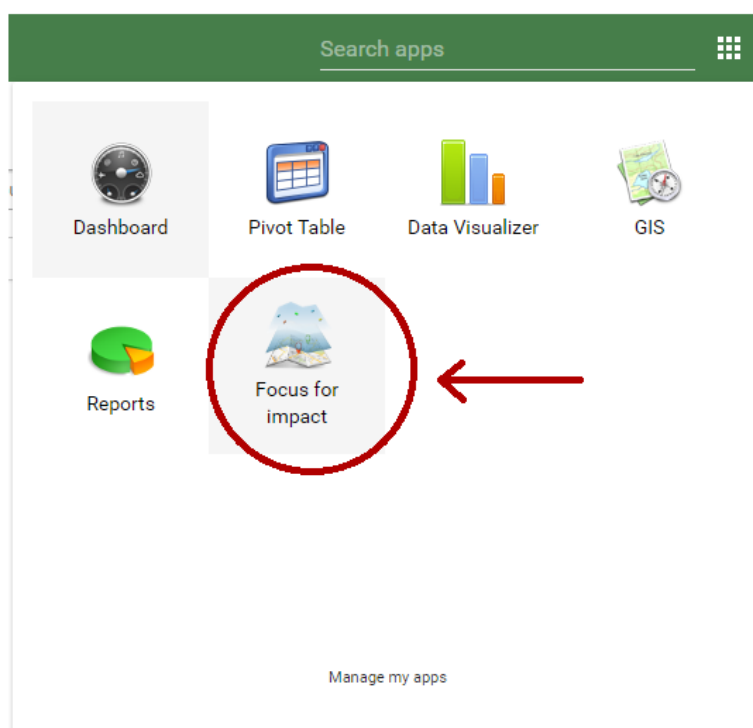 Search apps
Dashboard
Pivot Table
Data Visualizer
GIS
Reports
Focus for
impact
Manage my apps